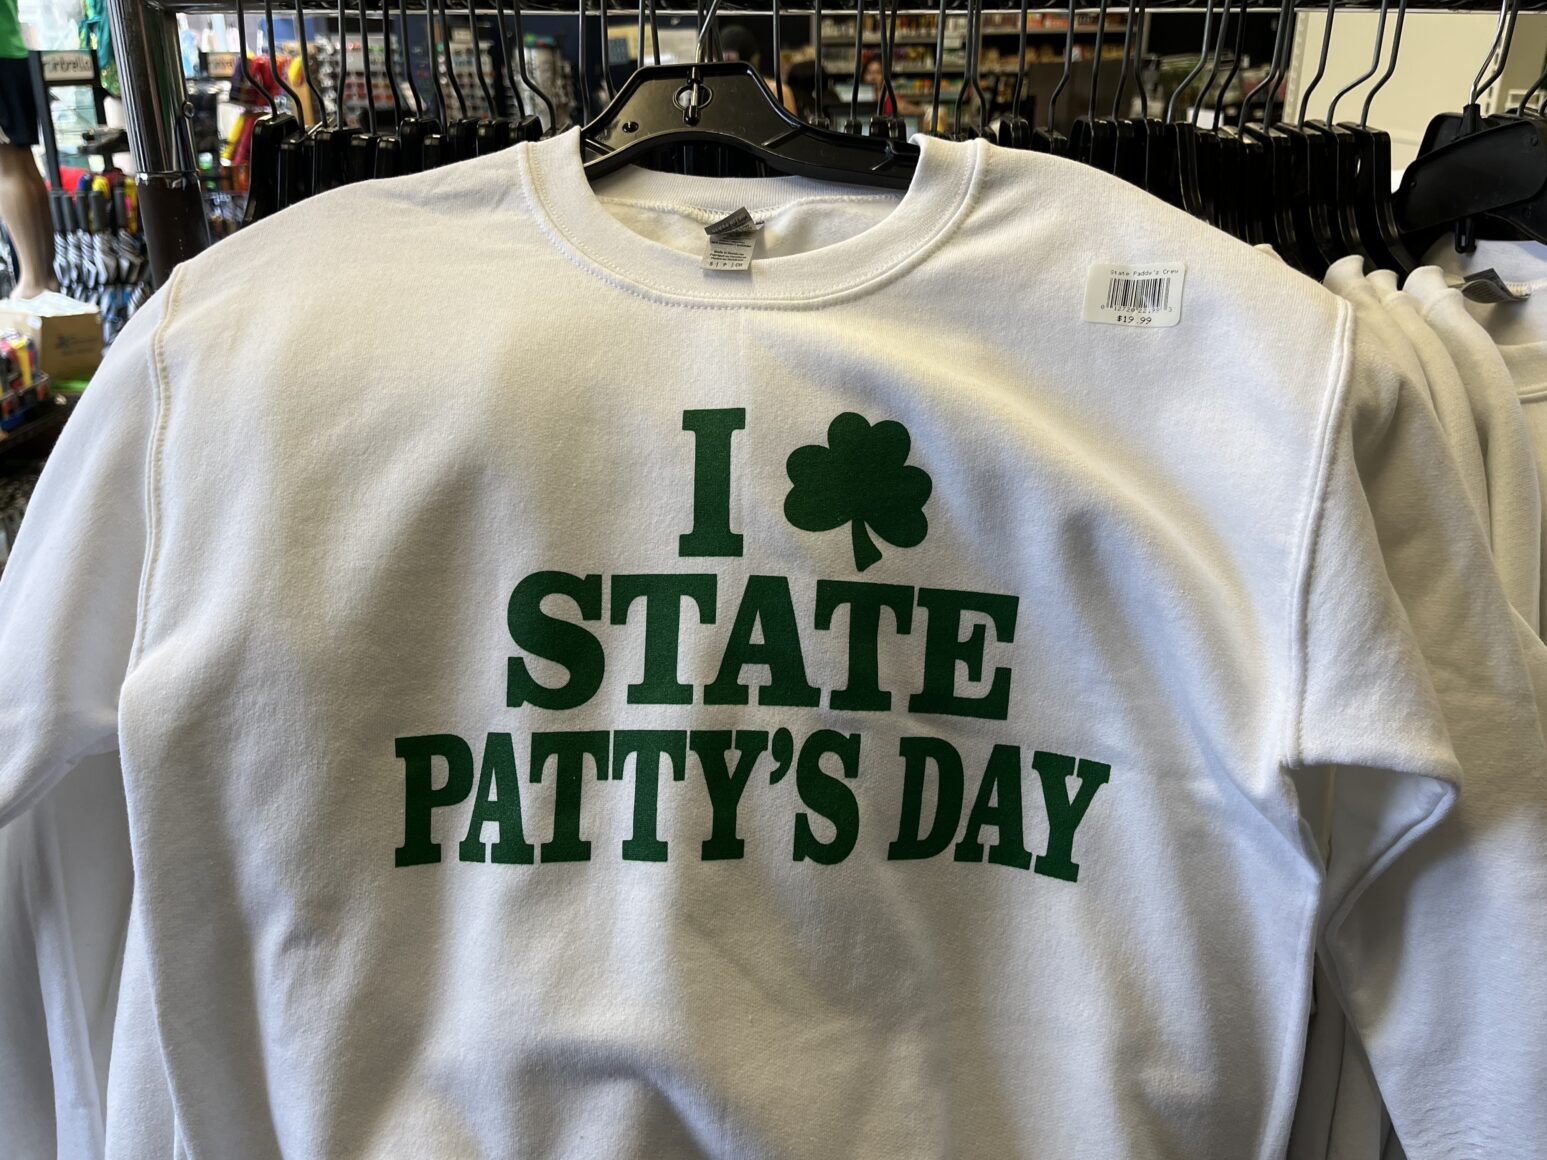 State Paddy's Crew
$19.99
I
STATE
PATTY'S DAY